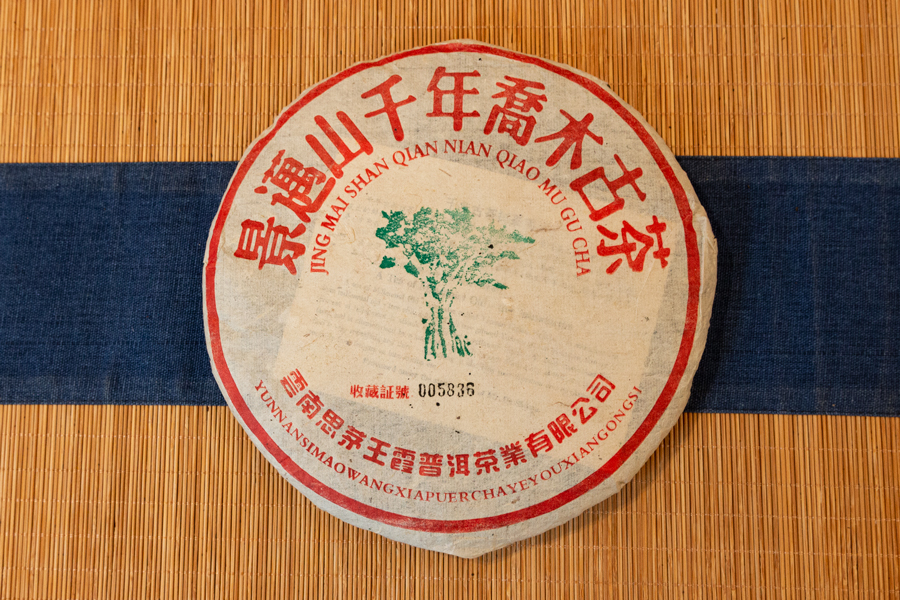 景邁山千年喬木古茶
JING MAI SHAN QIAN NIAN QIAO MU GU CHA
收藏証號 005836
雲南思茅王霞普洱茶業有限公司
YUNNANSIMAOWANGXIAPUERCHAYEYOUXIANGONGSI